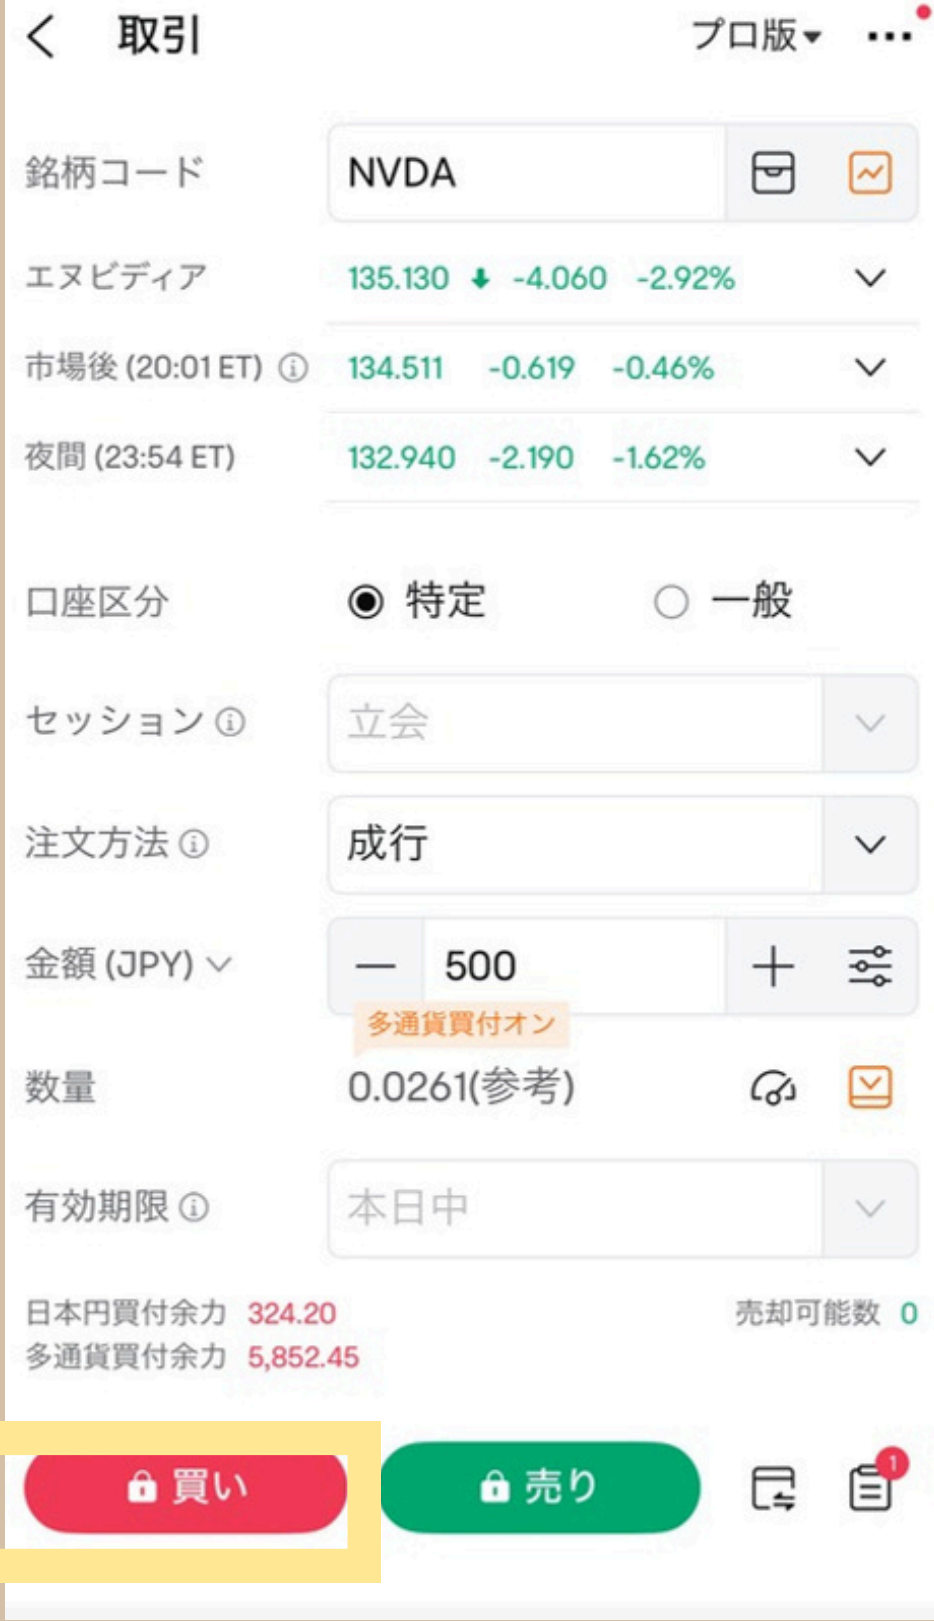 取引 プロ版
銘柄コード NVDA
エヌビディア 135.130 -4.060 -2.92%
市場後 (20:01 ET) 134.511 -0.619 -0.46%
夜間 (23:54 ET) 132.940 -2.190 -1.62%
口座区分 特定 一般
セッション 立会
注文方法 成行
金額 (JPY) 500
多通貨買付オン
数量 0.0261(参考)
有効期限 本日中
日本円買付余力 324.20 売却可能数 0
多通貨買付余力 5,852.45
買い 売り 1